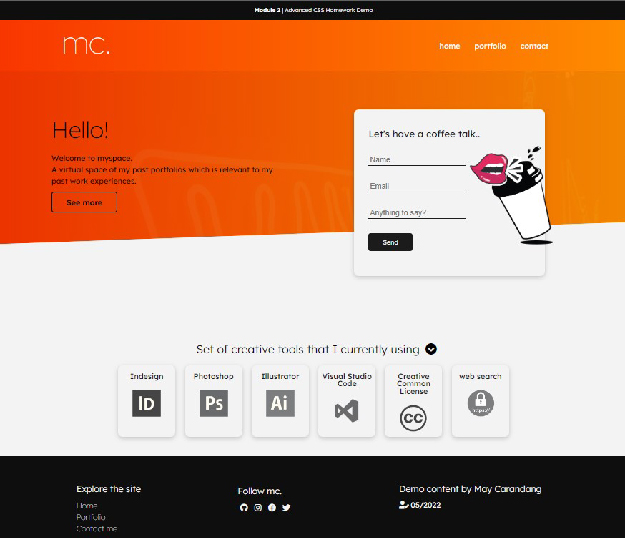 Module 2 | Advanced CSS Homework Demo
mc.
home portfolio contact
Hello!
Welcome to myspace.
A virtual space of my past portfolios which is relevant to my
past work experiences.
See more
Let's have a coffee talk..
Name
Email
Anything to say?
Send
Set of creative tools that I currently using
Indesign
ID
Photoshop
Ps
Illustrator
Ai
Visual Studio
Code
Creative
Common
License
CC
web search
Explore the site
Home
Portfolio
Contact me
Follow mc.
Demo content by May Carandang
05/2022